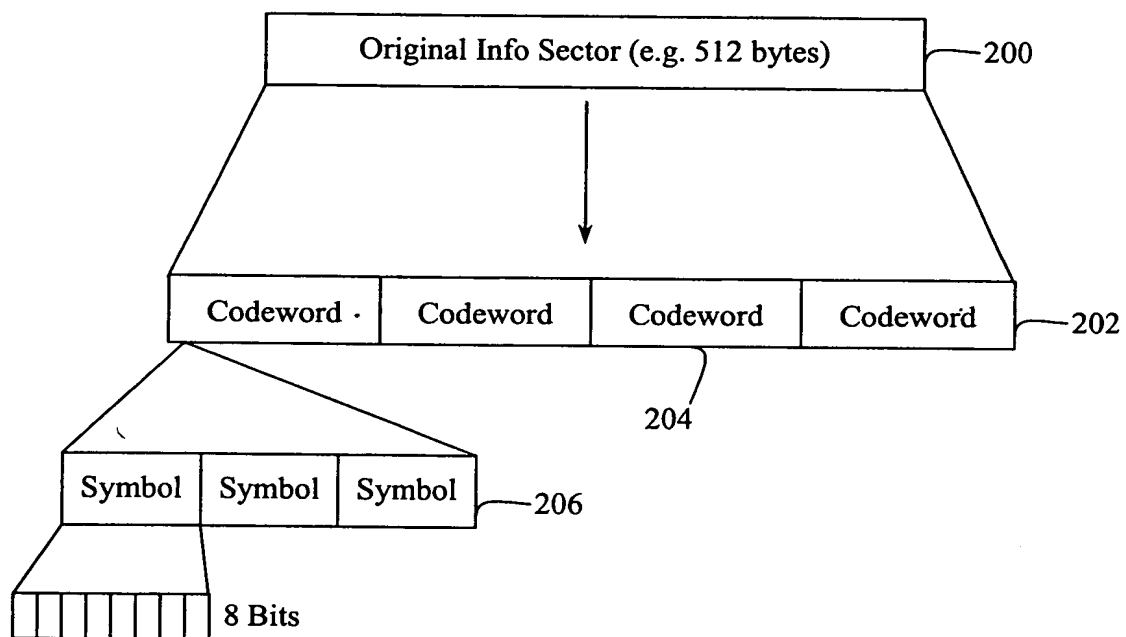 Original Info Sector (e.g. 512 bytes)
200
Codeword Codeword Codeword Codeword
202
204
Symbol Symbol Symbol
206
8 Bits